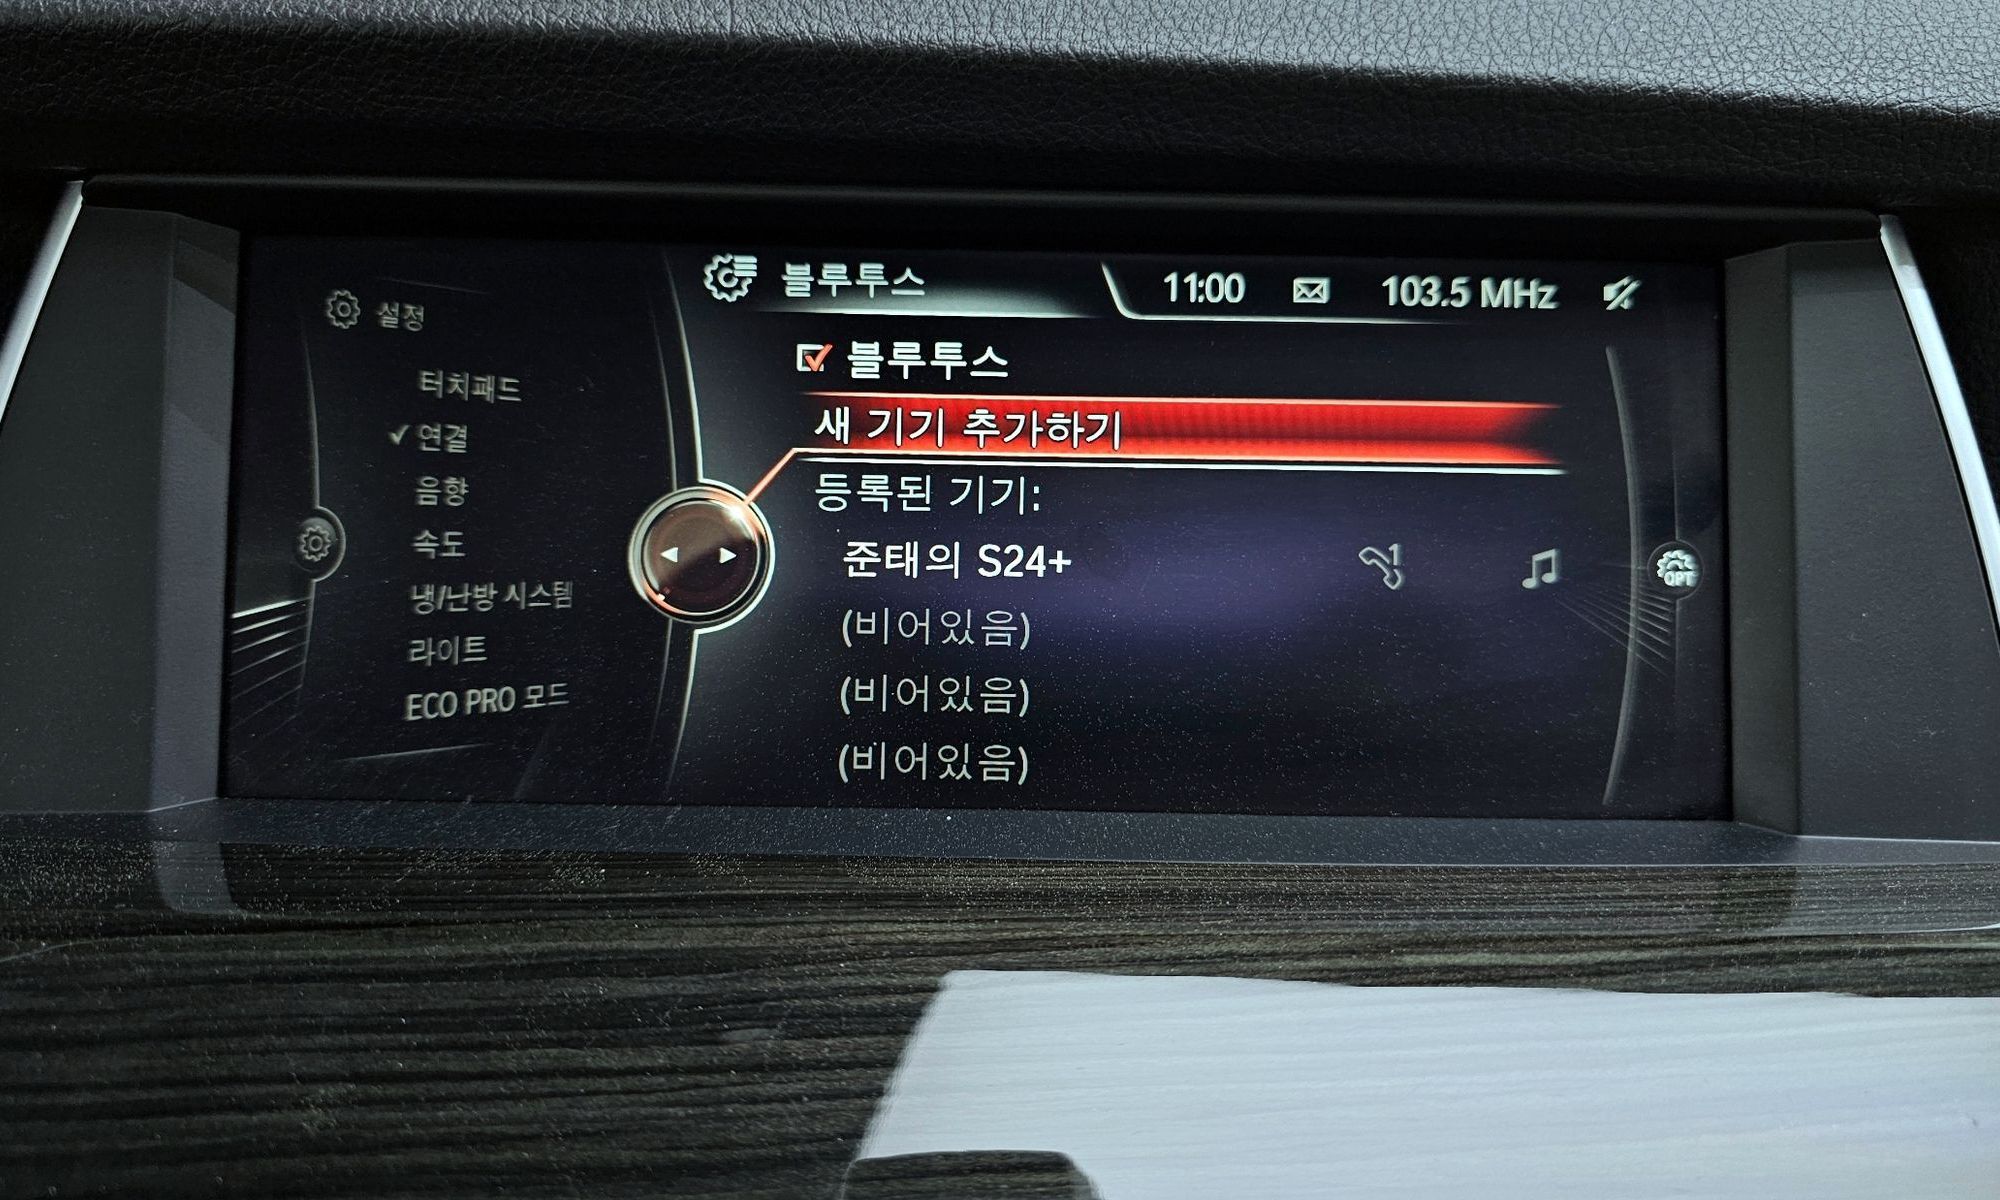 설정
터치패드
연결
음향
속도
냉/난방 시스템
라이트
ECO PRO 모드
블루투스
11:00
103.5 MHz
블루투스
새 기기 추가하기
등록된 기기:
준태의 S24+
(비어있음)
(비어있음)
(비어있음)
OPT